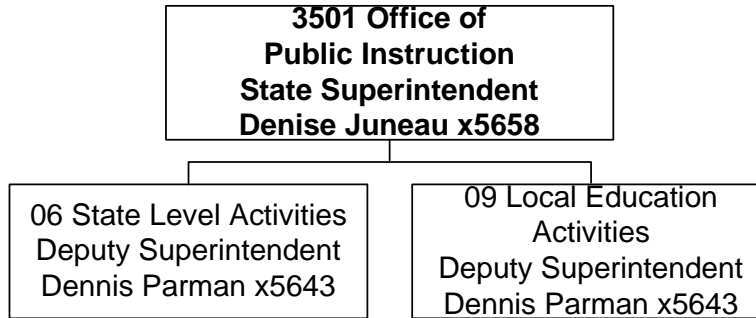 3501 Office of
Public Instruction
State Superintendent
Denise Juneau x5658
06 State Level Activities
Deputy Superintendent
Dennis Parman x5643
09 Local Education
Activities
Deputy Superintendent
Dennis Parman x5643